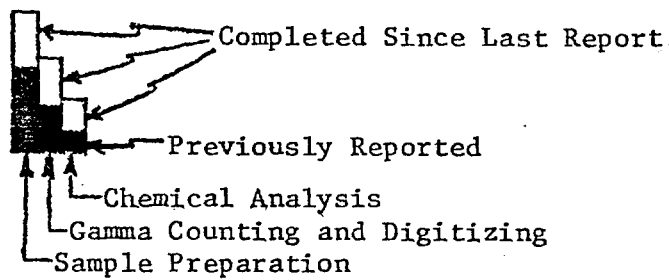 Completed Since Last Report
Previously Reported
Chemical Analysis
Gamma Counting and Digitizing
Sample Preparation